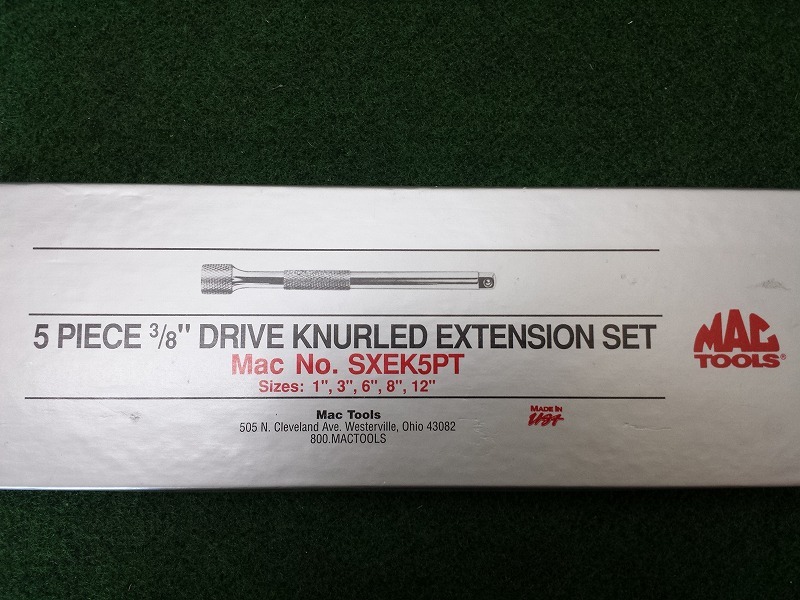 5 PIECE 3/8" DRIVE KNURLED EXTENSION SET
Mac No. SXEK5PT
Sizes: 1", 3", 6", 8", 12"
Mac Tools
505 N. Cleveland Ave. Westerville, Ohio 43082
800.MACTOOLS
MADE IN
USA
MAC
TOOLS®